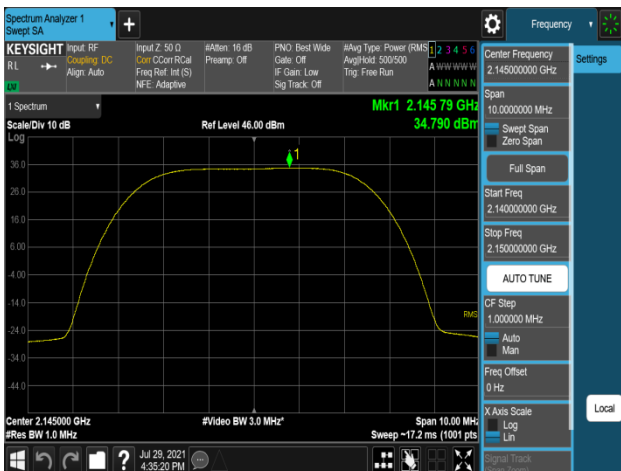 Spectrum Analyzer 1
Swept SA
+
Frequency
KEYSIGHT
RL
Input: RF
Coupling: DC
Align: Auto
Input Z: 50 Ω
Corr CCorr RCal
Freq Ref: Int (S)
NFE: Adaptive
#Atten: 16 dB
Preamp: Off
PNO: Best Wide
Gate: Off
IF Gain: Low
Sig Track: Off
#Avg Type: Power (RMS
Avg|Hold: 500/500
Trig: Free Run
1 2 3 4 5 6
A W W W W W
A N N N N N
1 Spectrum
Scale/Div 10 dB
Log
Ref Level 46.00 dBm
Mkr1 2.145 79 GHz
34.790 dBm
1
36.0
26.0
16.0
6.00
-4.00
-14.0
-24.0
-34.0
-44.0
RMS
Center 2.145000 GHz
#Res BW 1.0 MHz
#Video BW 3.0 MHz*
Span 10.00 MHz
Sweep ~17.2 ms (1001 pts
?
Jul 29, 2021
4:35:20 PM
Center Frequency
2.145000000 GHz
Span
10.0000000 MHz
Swept Span
Zero Span
Full Span
Start Freq
2.140000000 GHz
Stop Freq
2.150000000 GHz
AUTO TUNE
CF Step
1.000000 MHz
Auto
Man
Freq Offset
0 Hz
X Axis Scale
Log
Lin
Signal Track
Settings
Local